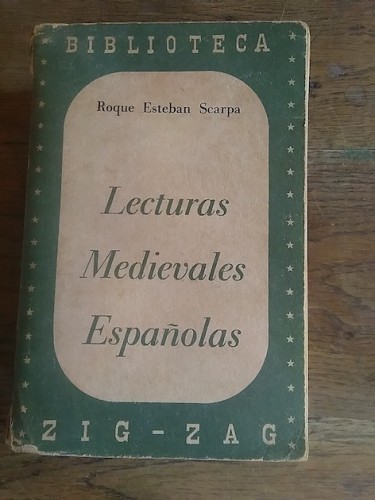 BIBLIOTECA
Roque Esteban Scarpa
Lecturas
Medievales
Españolas
ZIG-ZAG